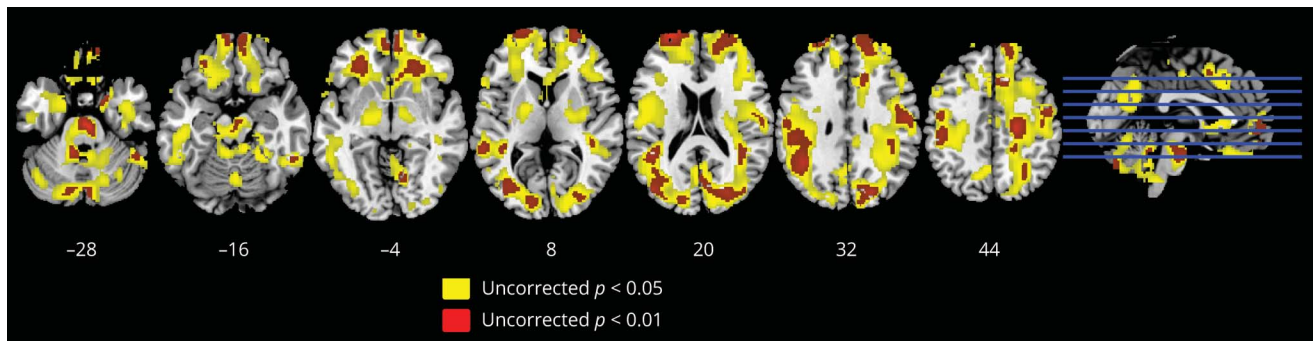 –28 –16 –4 8 20 32 44
Uncorrected p < 0.05
Uncorrected p < 0.01